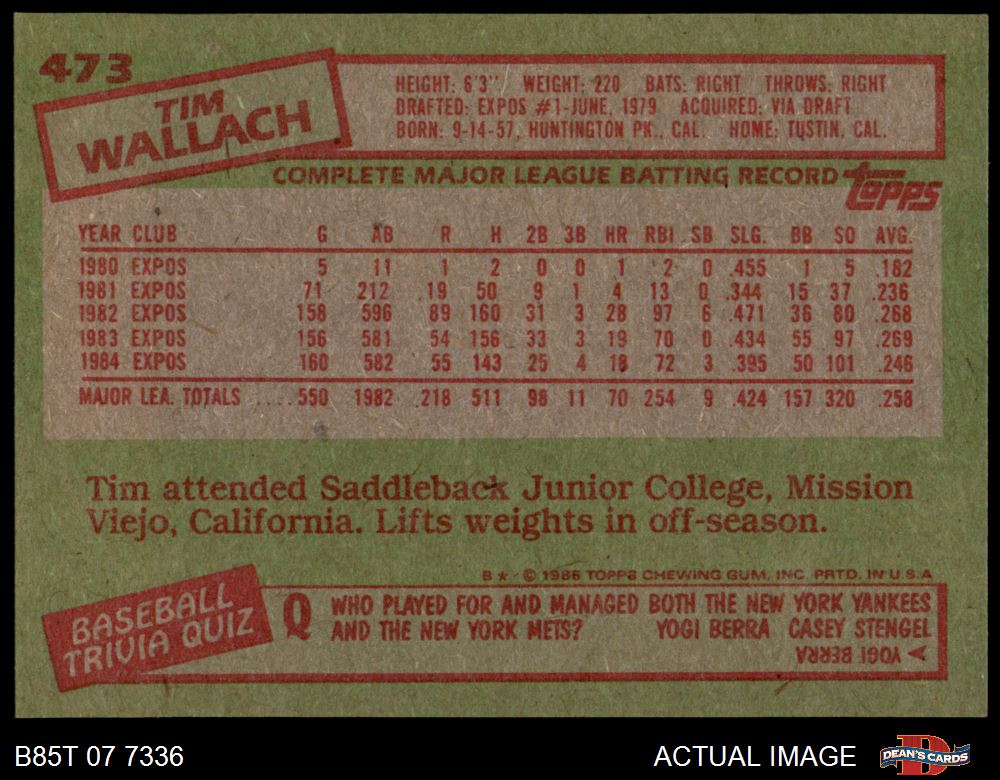 473
TIM
WALLACH
HEIGHT: 6'3" WEIGHT: 220 BATS: RIGHT THROWS: RIGHT
DRAFTED: EXPOS #1-JUNE, 1979 ACQUIRED: VIA DRAFT
BORN: 9-14-57, HUNTINGTON PK., CAL. HOME: TUSTIN, CAL.
COMPLETE MAJOR LEAGUE BATTING RECORD topps
YEAR CLUB G AB R H 2B 3B HR RBI SB SLG. BB SO AVG.
1980 EXPOS 5 11 1 2 0 0 1 2 0 .455 1 5 .182
1981 EXPOS 71 212 19 50 9 1 4 13 0 .344 15 37 .236
1982 EXPOS 158 596 89 160 31 3 28 97 6 .471 36 80 .268
1983 EXPOS 156 581 54 156 33 3 19 70 0 .434 55 97 .269
1984 EXPOS 160 582 55 143 25 4 18 72 3 .395 50 101 .246
MAJOR LEA. TOTALS .... 550 1982 218 511 98 11 70 254 9 .424 157 320 .258
Tim attended Saddleback Junior College, Mission
Viejo, California. Lifts weights in off-season.
B★ © 1985 TOPPS CHEWING GUM, INC. PRTD. IN U.S.A
BASEBALL
TRIVIA QUIZ
Q WHO PLAYED FOR AND MANAGED BOTH THE NEW YORK YANKEES
AND THE NEW YORK METS? YOGI BERRA CASEY STENGEL
YOGI BERRA
B85T 07 7336
ACTUAL IMAGE
DEAN'S CARDS